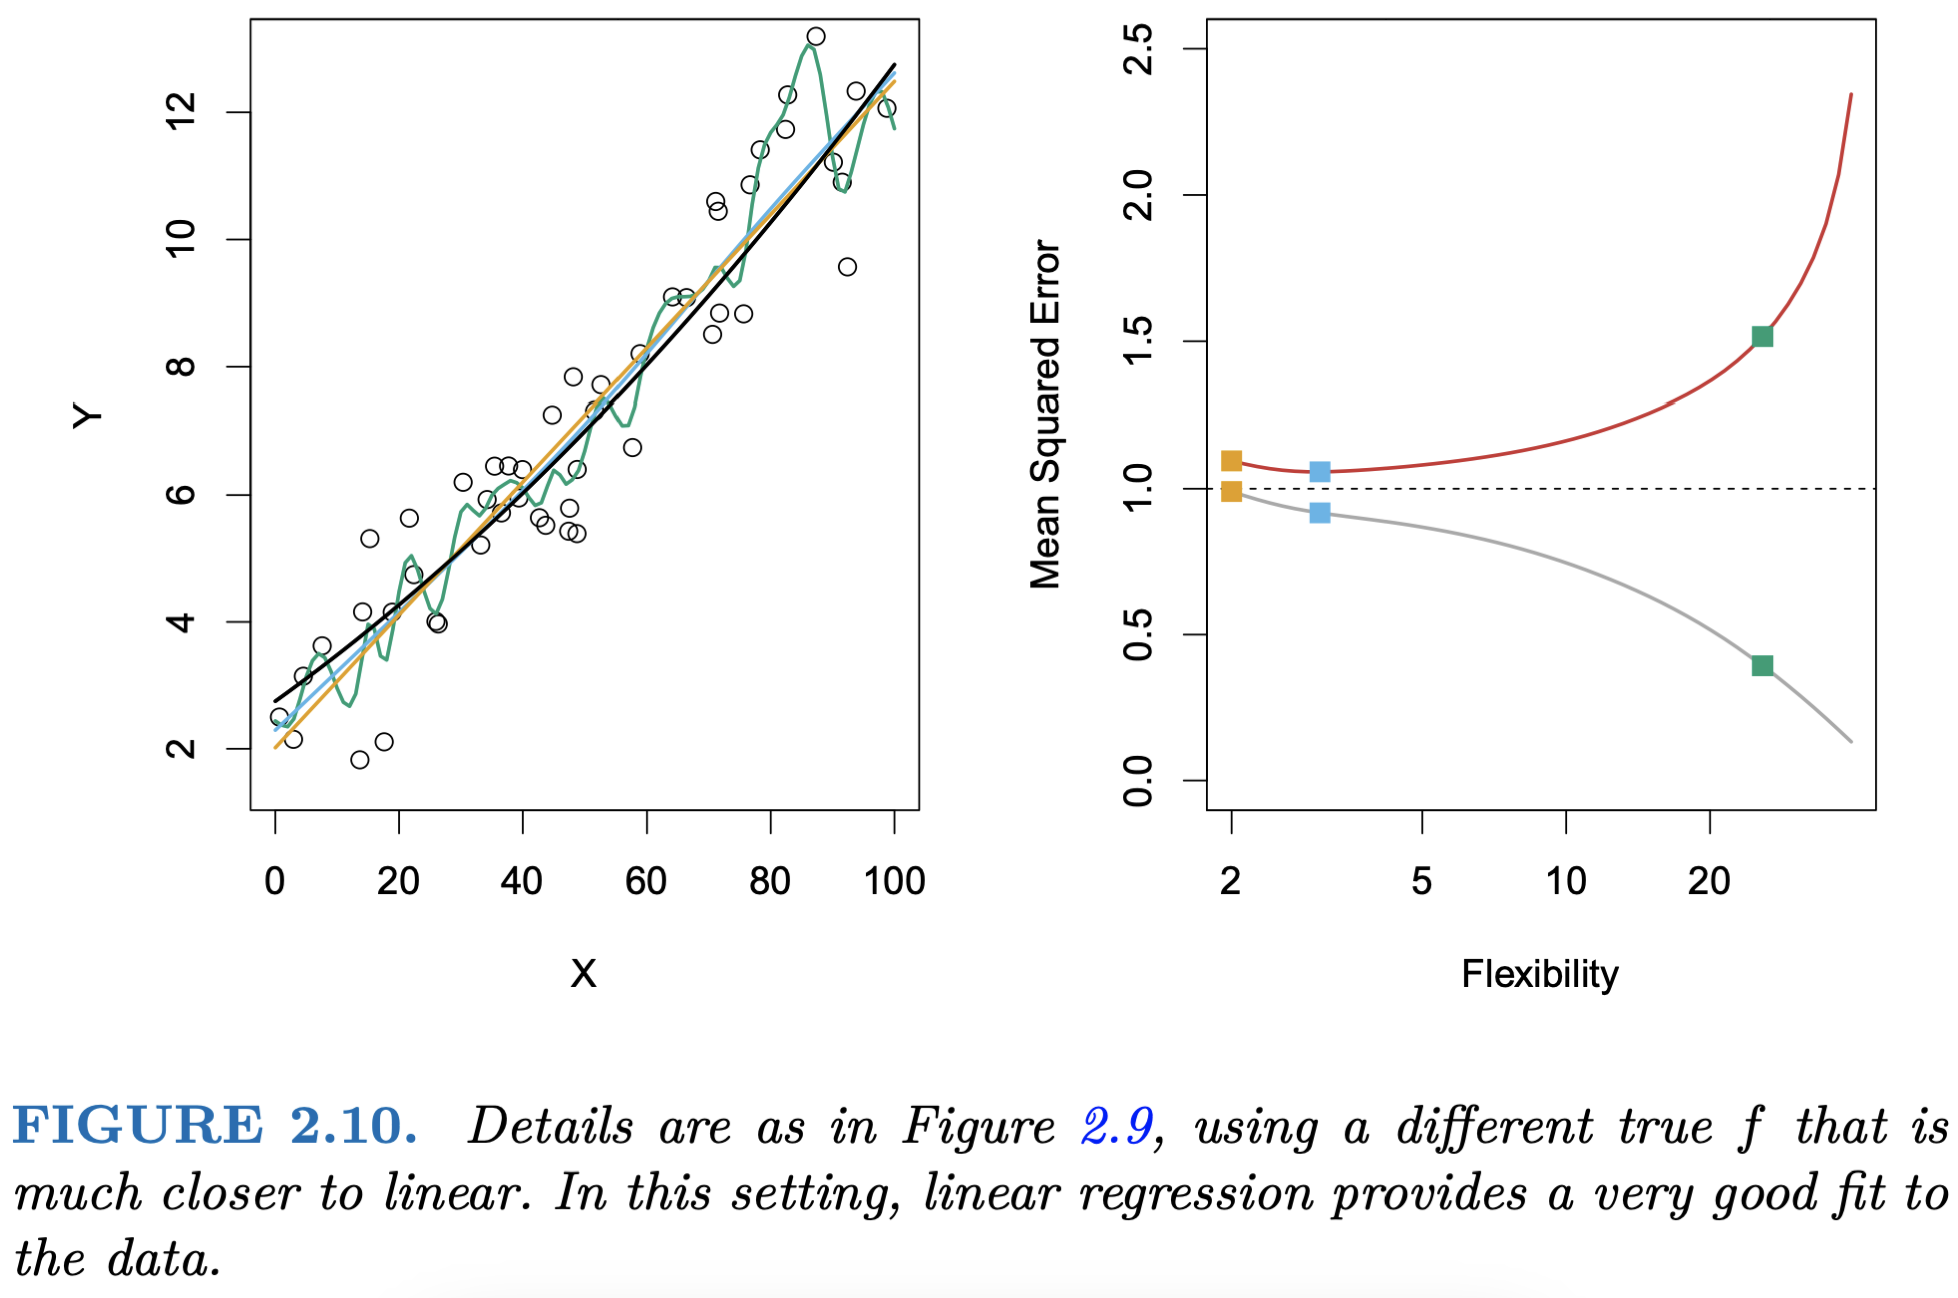 12
10
8
6
4
2
Y
0 20 40 60 80 100
X
2.5
2.0
1.5
1.0
0.5
0.0
Mean Squared Error
2 5 10 20
Flexibility
FIGURE 2.10. Details are as in Figure 2.9, using a different true f that is
much closer to linear. In this setting, linear regression provides a very good fit to
the data.